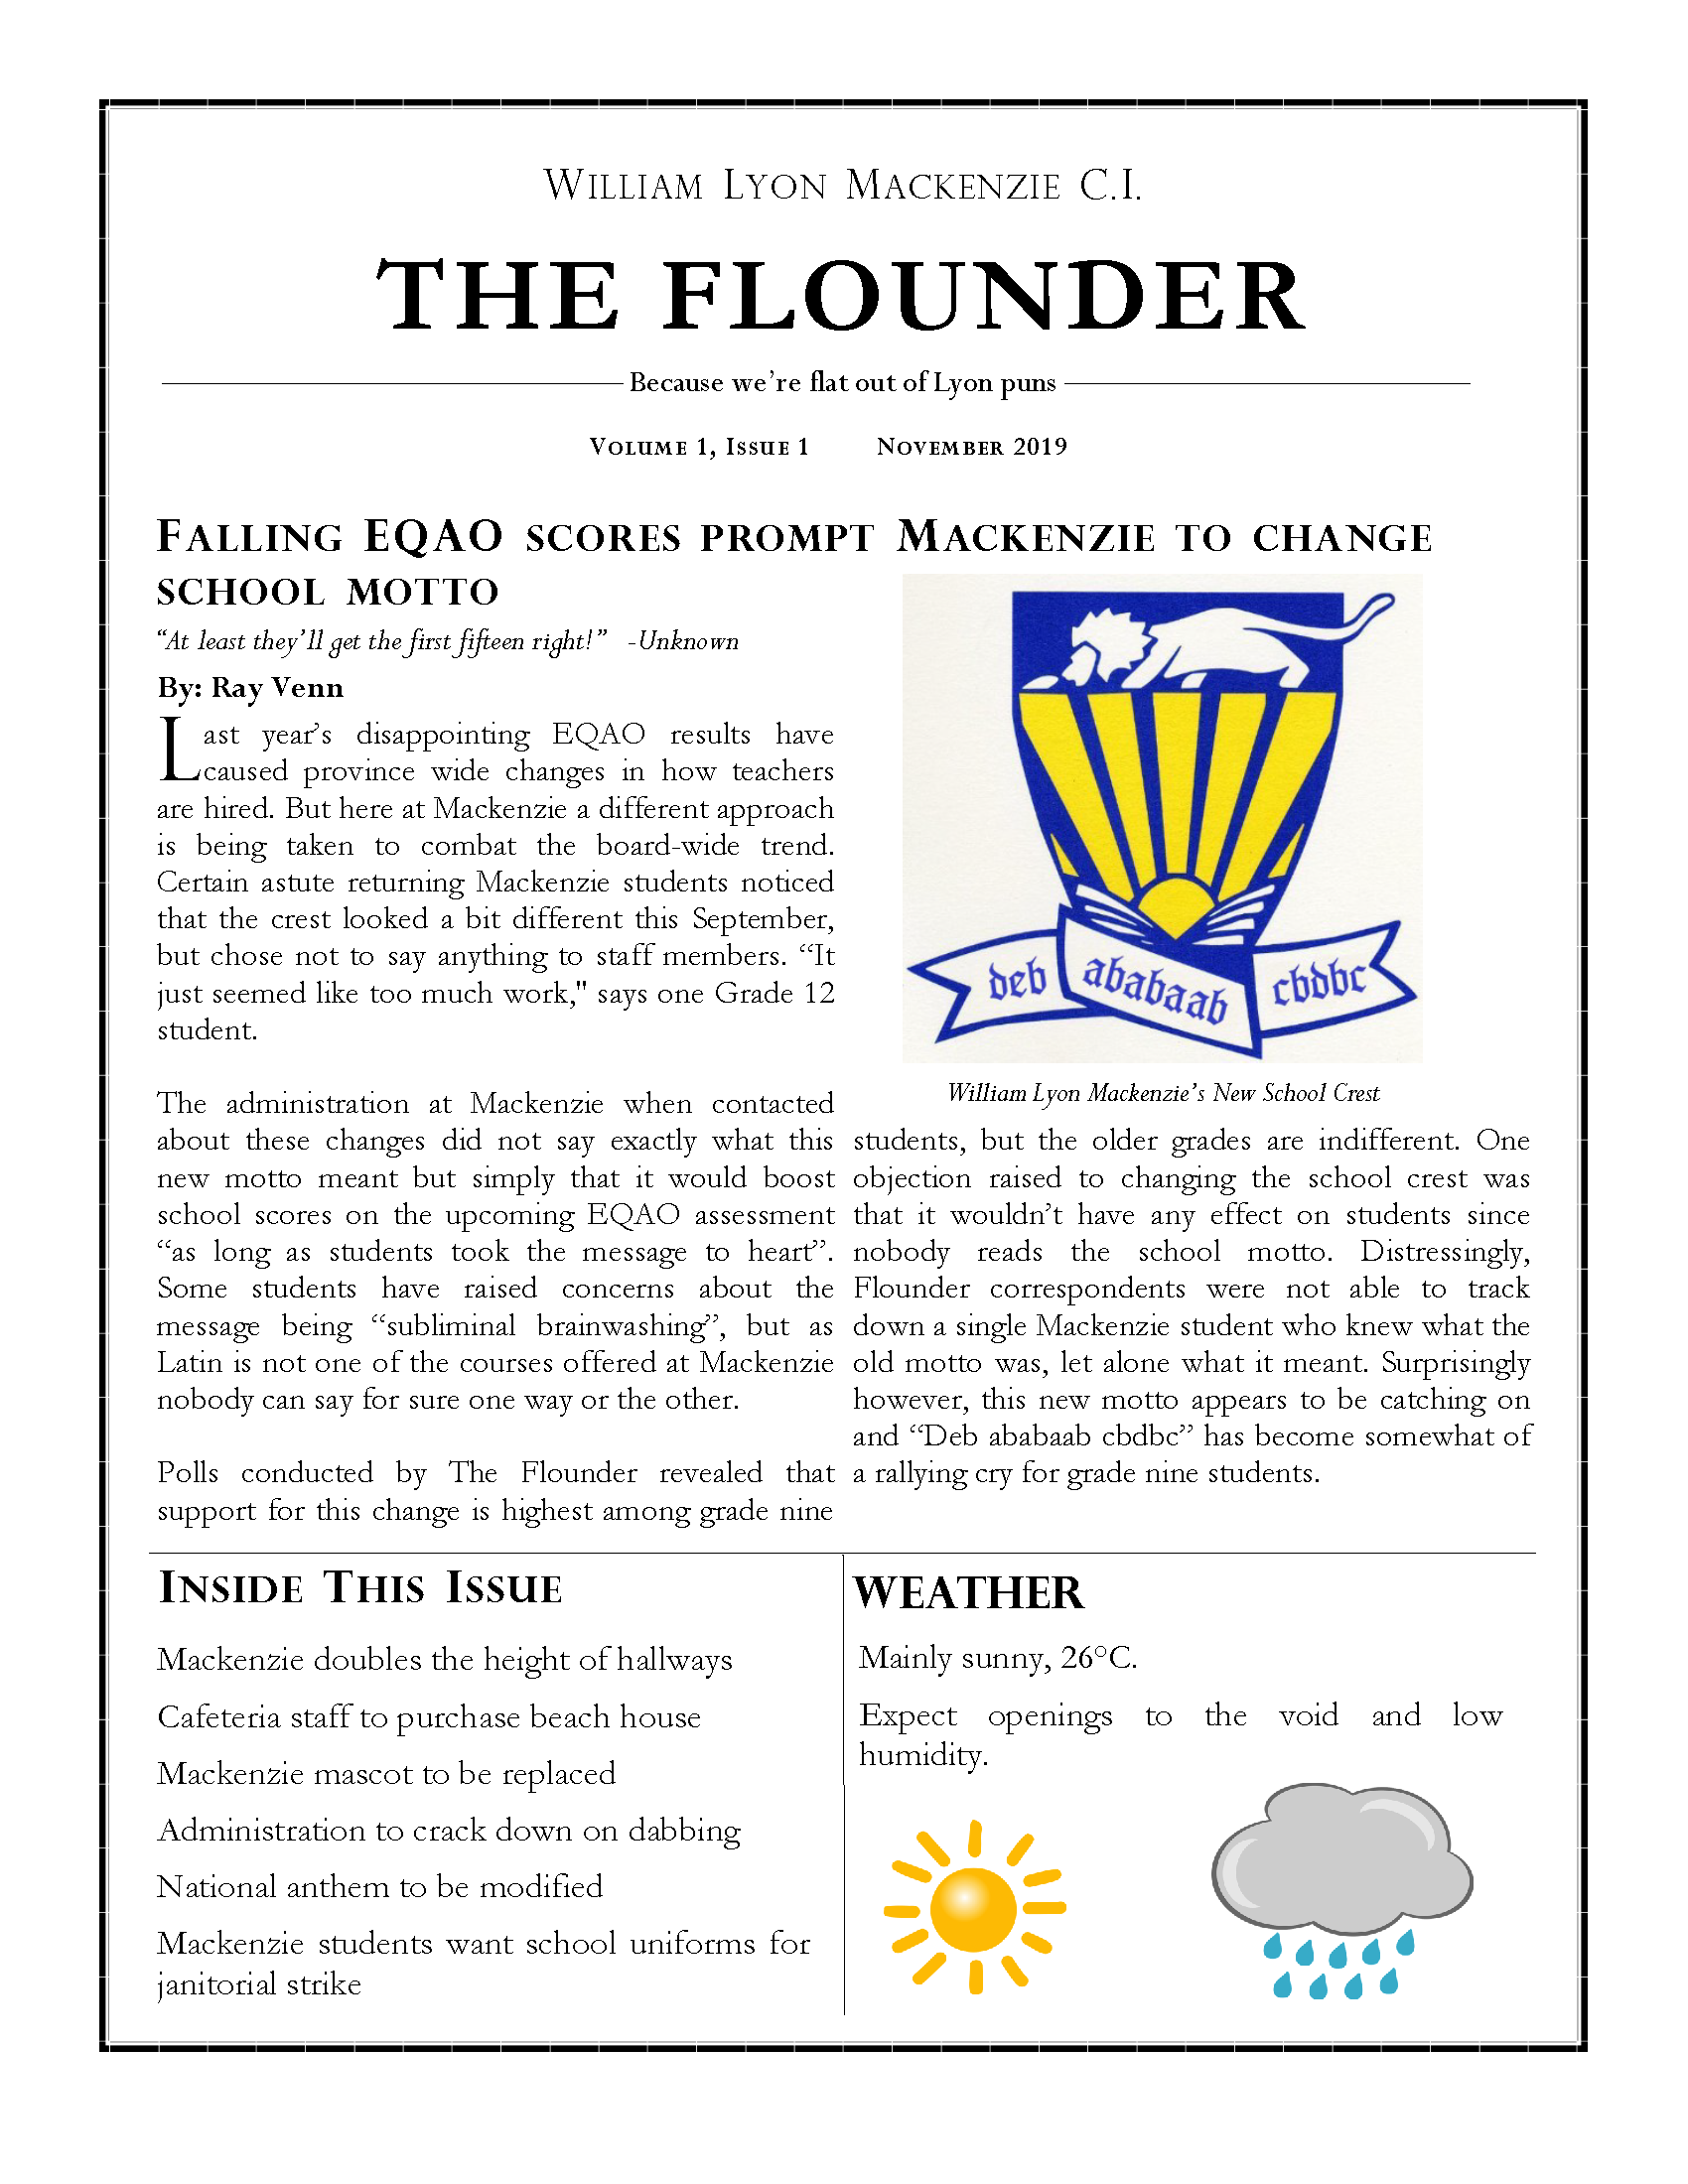 WILLIAM LYON MACKENZIE C.I.
THE FLOUNDER
Because we're flat out of Lyon puns
VOLUME 1, ISSUE 1 NOVEMBER 2019
FALLING EQAO SCORES PROMPT MACKENZIE TO CHANGE
SCHOOL MOTTO
“At least they’ll get the first fifteen right!” -Unknown
By: Ray Venn
Last year’s disappointing EQAO results have
caused province wide changes in how teachers
are hired. But here at Mackenzie a different approach
is being taken to combat the board-wide trend.
Certain astute returning Mackenzie students noticed
that the crest looked a bit different this September,
but chose not to say anything to staff members. “It
just seemed like too much work," says one Grade 12
student.
The administration at Mackenzie when contacted
about these changes did not say exactly what this
new motto meant but simply that it would boost
school scores on the upcoming EQAO assessment
“as long as students took the message to heart”.
Some students have raised concerns about the
message being “subliminal brainwashing”, but as
Latin is not one of the courses offered at Mackenzie
nobody can say for sure one way or the other.
Polls conducted by The Flounder revealed that
support for this change is highest among grade nine
deb ababaab cbdbc
William Lyon Mackenzie’s New School Crest
students, but the older grades are indifferent. One
objection raised to changing the school crest was
that it wouldn’t have any effect on students since
nobody reads the school motto. Distressingly,
Flounder correspondents were not able to track
down a single Mackenzie student who knew what the
old motto was, let alone what it meant. Surprisingly
however, this new motto appears to be catching on
and “Deb ababaab cbdbc” has become somewhat of
a rallying cry for grade nine students.
INSIDE THIS ISSUE
Mackenzie doubles the height of hallways
Cafeteria staff to purchase beach house
Mackenzie mascot to be replaced
Administration to crack down on dabbing
National anthem to be modified
Mackenzie students want school uniforms for
janitorial strike
WEATHER
Mainly sunny, 26°C.
Expect openings to the void and low
humidity.